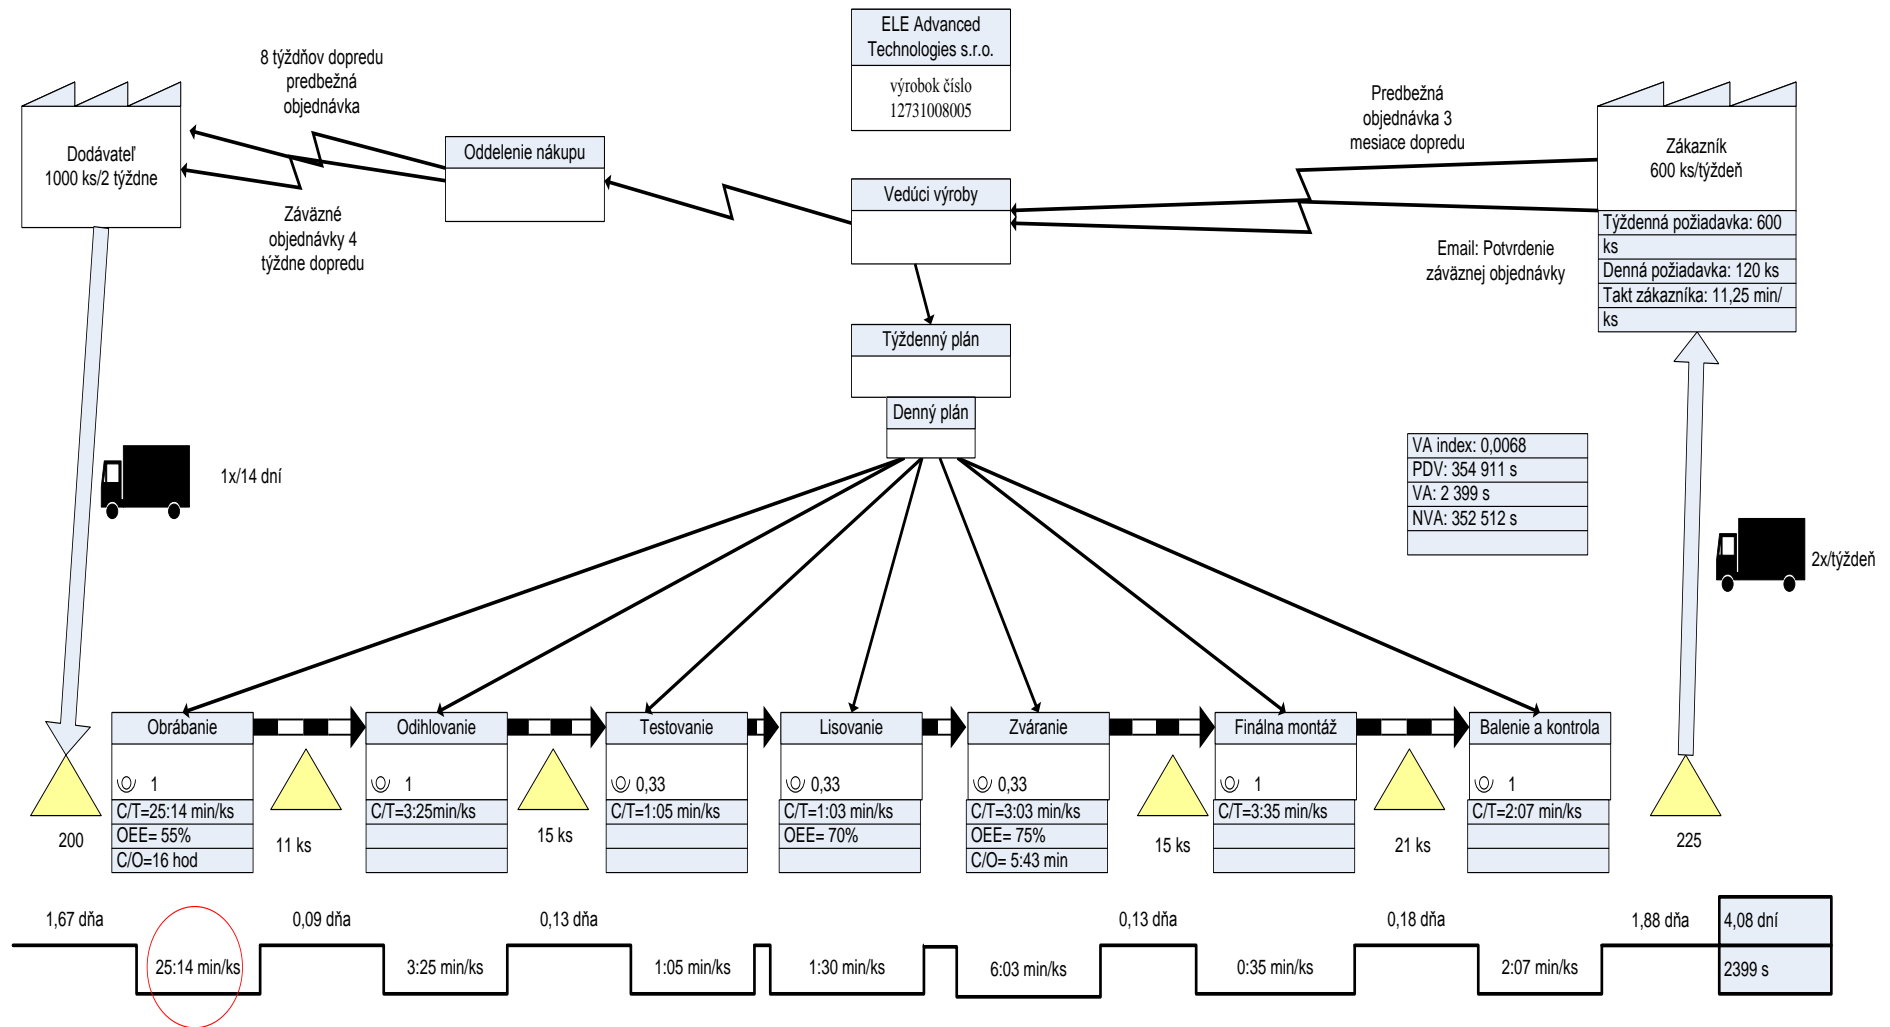 ELE Advanced
Technologies s.r.o.
výrobok číslo
12731008005
8 týždňov dopredu
predbežná
objednávka
Dodávateľ
1000 ks/2 týždne
Oddelenie nákupu
Záväzné
objednávky 4
týždne dopredu
Vedúci výroby
Predbežná
objednávka 3
mesiace dopredu
Email: Potvrdenie
záväznej objednávky
Zákazník
600 ks/týždeň
Týždenná požiadavka: 600
ks
Denná požiadavka: 120 ks
Takt zákazníka: 11,25 min/
ks
Týždenný plán
Denný plán
1x/14 dní
VA index: 0,0068
PDV: 354 911 s
VA: 2 399 s
NVA: 352 512 s
2x/týždeň
200
Obrábanie
1
C/T=25:14 min/ks
OEE= 55%
C/O=16 hod
11 ks
Odihlovanie
1
C/T=3:25min/ks
15 ks
Testovanie
0,33
C/T=1:05 min/ks
Lisovanie
0,33
C/T=1:03 min/ks
OEE= 70%
Zváranie
0,33
C/T=3:03 min/ks
OEE= 75%
C/O= 5:43 min
15 ks
Finálna montáž
1
C/T=3:35 min/ks
21 ks
Balenie a kontrola
1
C/T=2:07 min/ks
225
1,67 dňa
0,09 dňa
0,13 dňa
0,13 dňa
0,18 dňa
1,88 dňa
4,08 dní
25:14 min/ks
3:25 min/ks
1:05 min/ks
1:30 min/ks
6:03 min/ks
0:35 min/ks
2:07 min/ks
2399 s